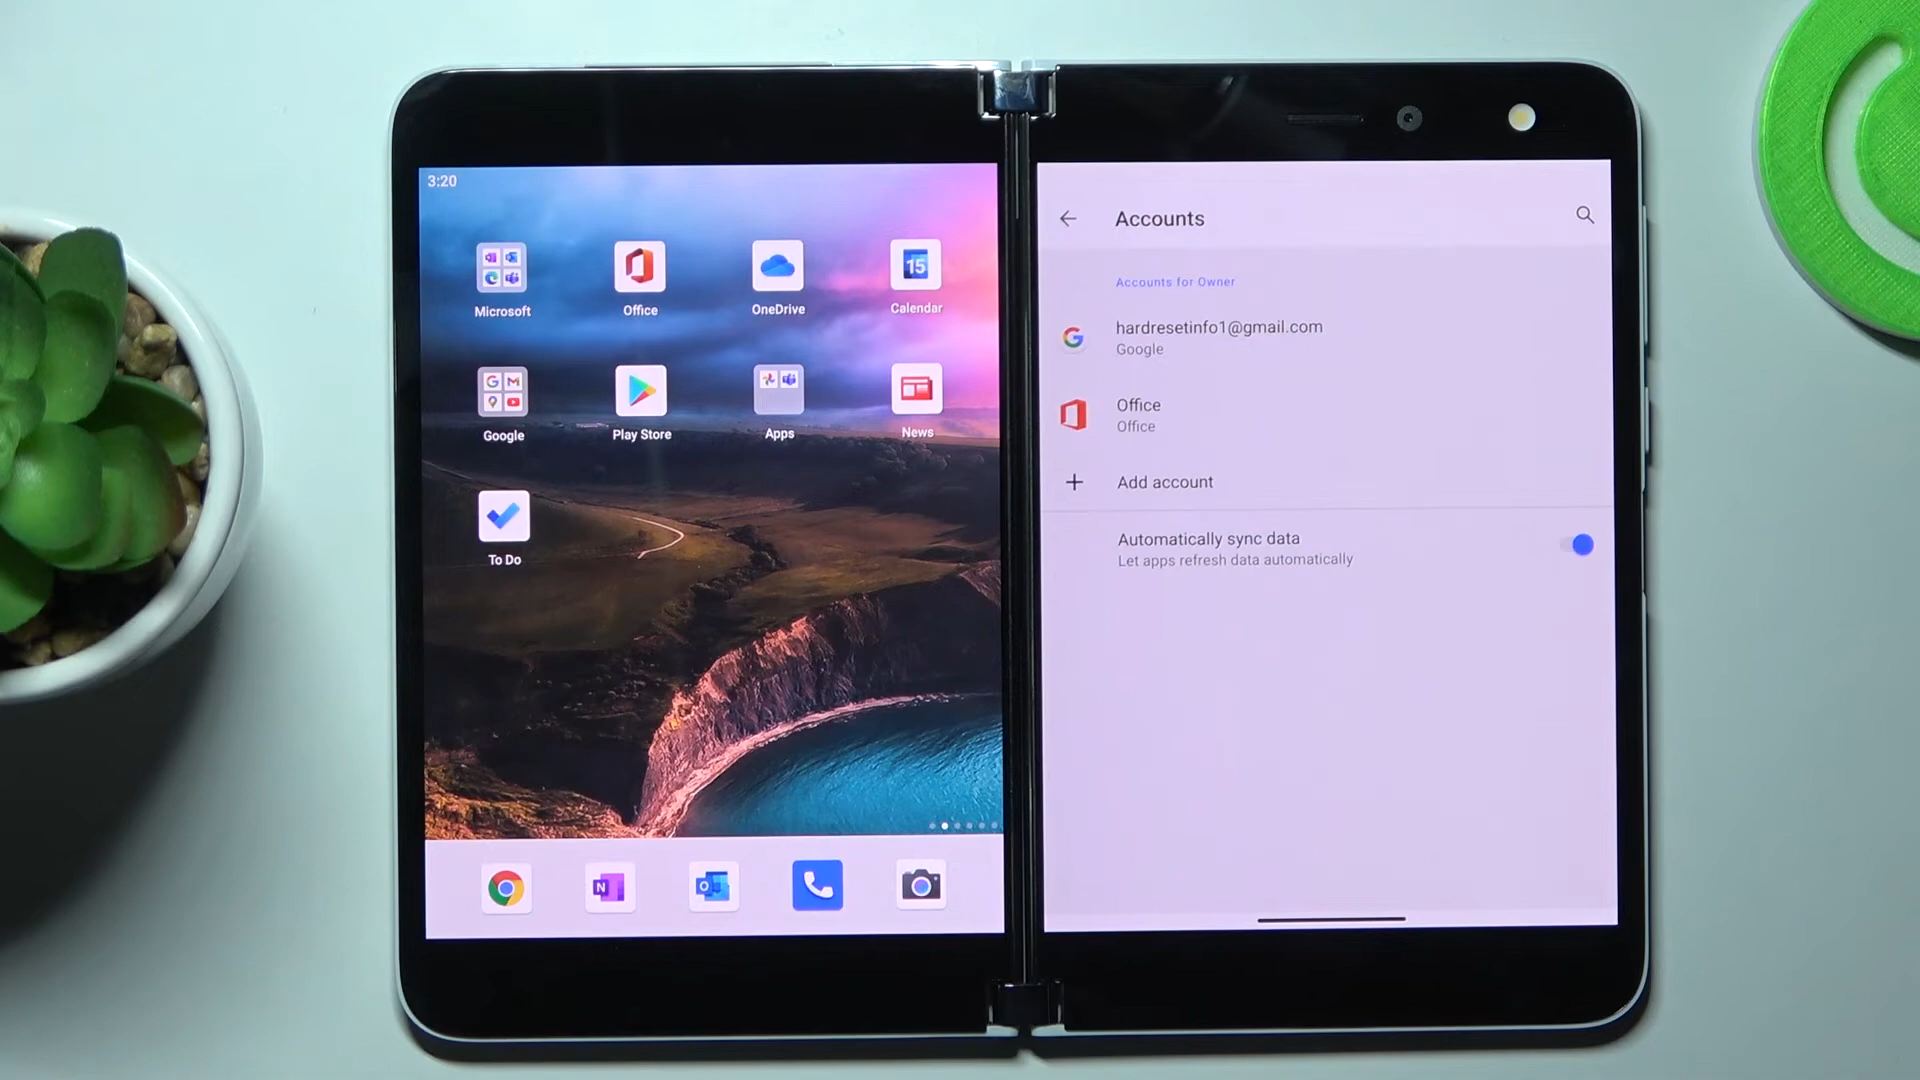 3:20
Microsoft
Office
OneDrive
15
Calendar
Google
Play Store
Apps
News
To Do
N
O
Accounts
Accounts for Owner
hardresetinfo1@gmail.com
Google
Office
Office
Add account
Automatically sync data
Let apps refresh data automatically